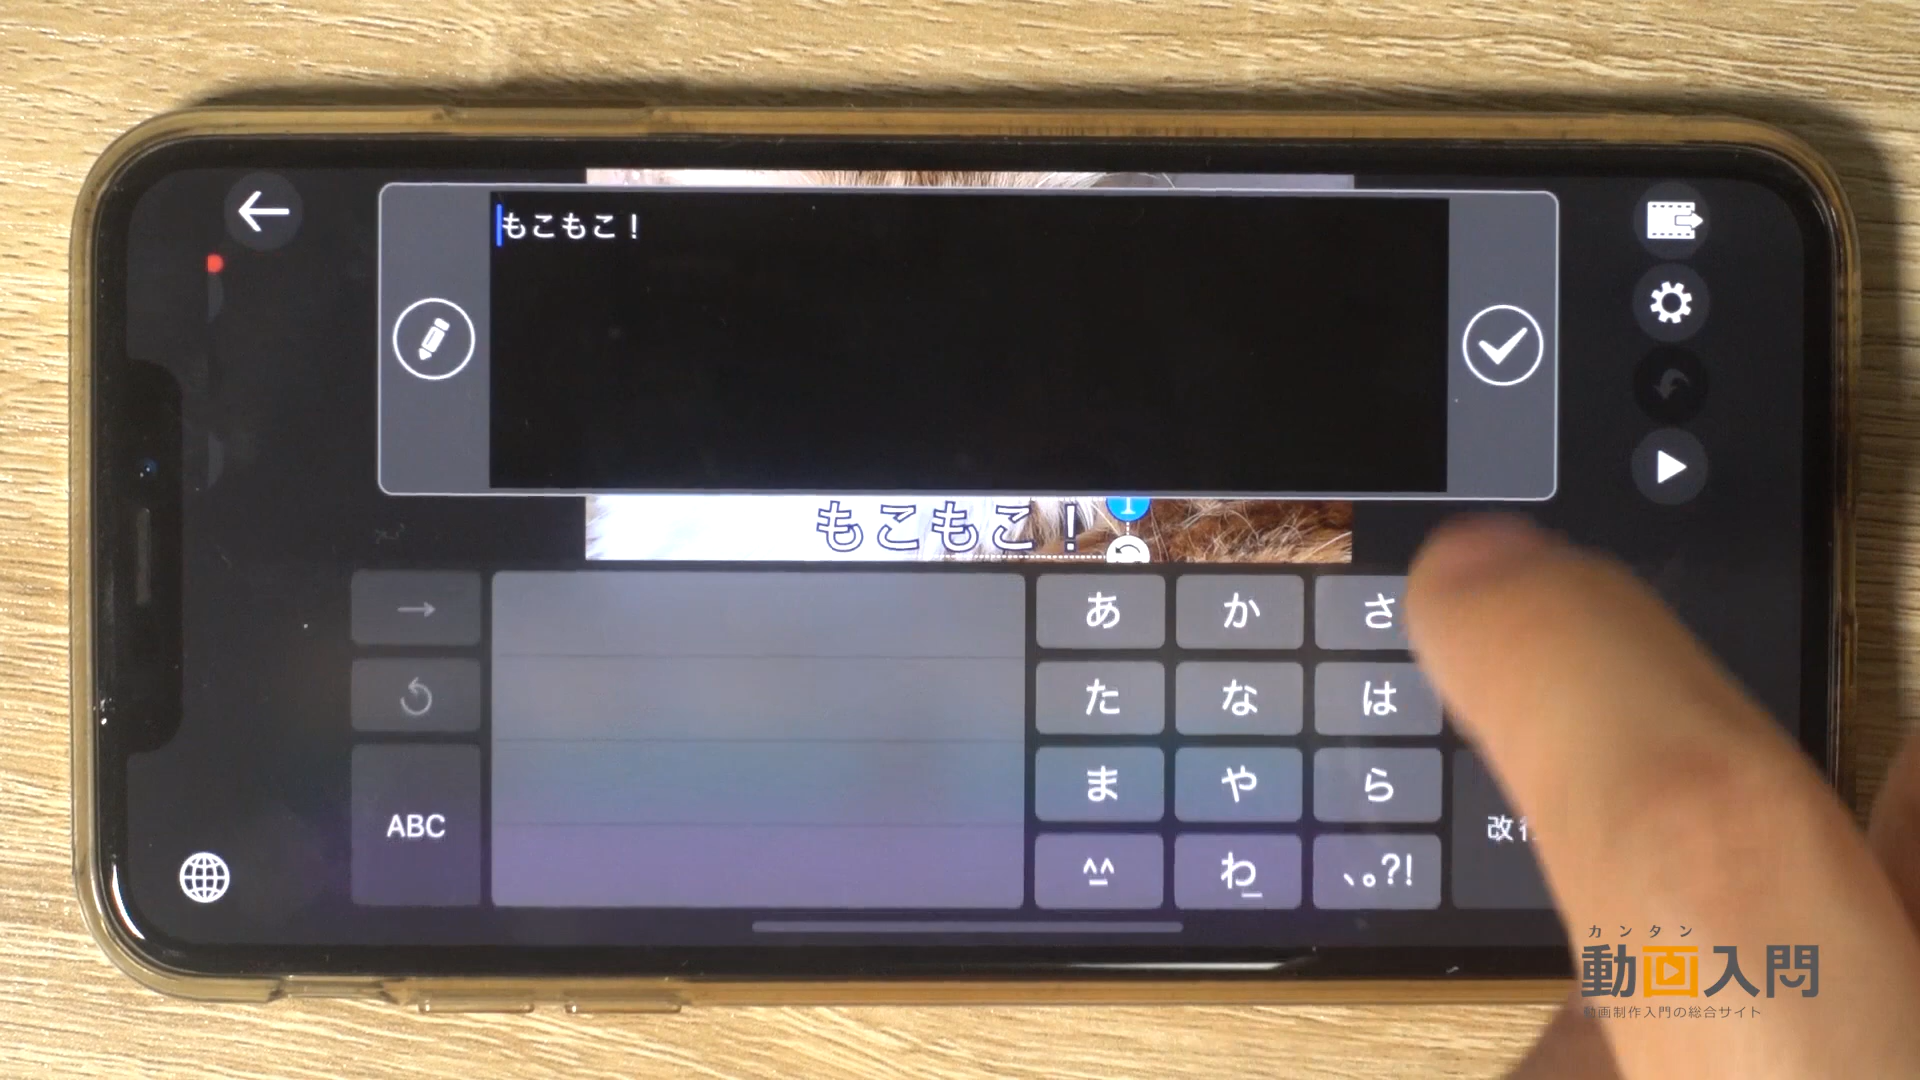 もこもこ！
もこもこ！
あ か さ
た な は
ABC
ま や ら
改行
^^ わ 、。?!
カンタン
動画入門
動画制作入門の総合サイト